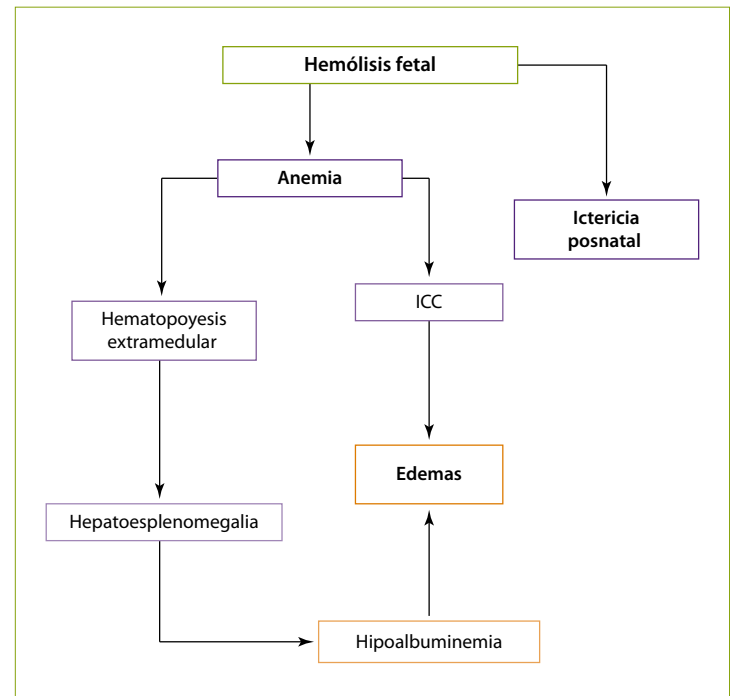 Hemólisis fetal
Anemia
Ictericia
posnatal
Hematopoyesis
extramedular
ICC
Edemas
Hepatoesplenomegalia
Hipoalbuminemia